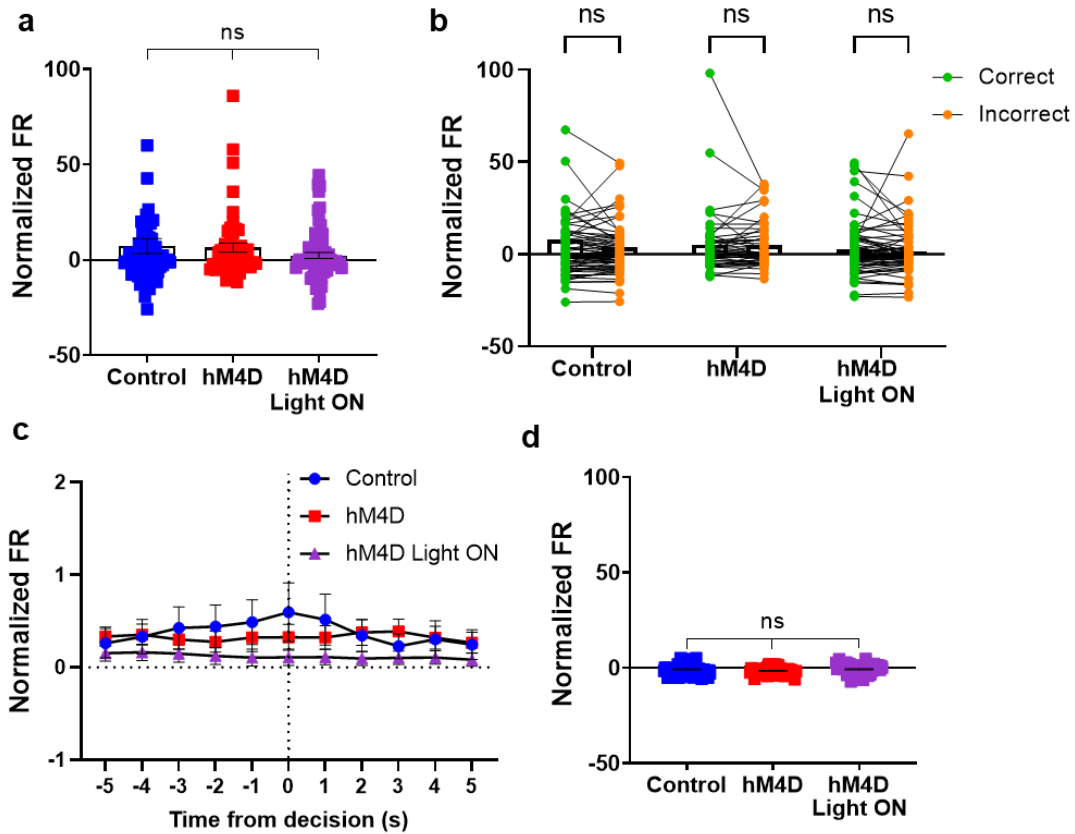 a
ns
100
50
0
-50
Normalized FR
Control
hM4D
hM4D
Light ON
b
ns
ns
ns
100
50
0
-50
Normalized FR
Correct
Incorrect
Control
hM4D
hM4D
Light ON
c
2
1
0
-1
Normalized FR
Control
hM4D
hM4D Light ON
-5 -4 -3 -2 -1 0 1 2 3 4 5
Time from decision (s)
d
ns
100
50
0
-50
Normalized FR
Control
hM4D
hM4D
Light ON